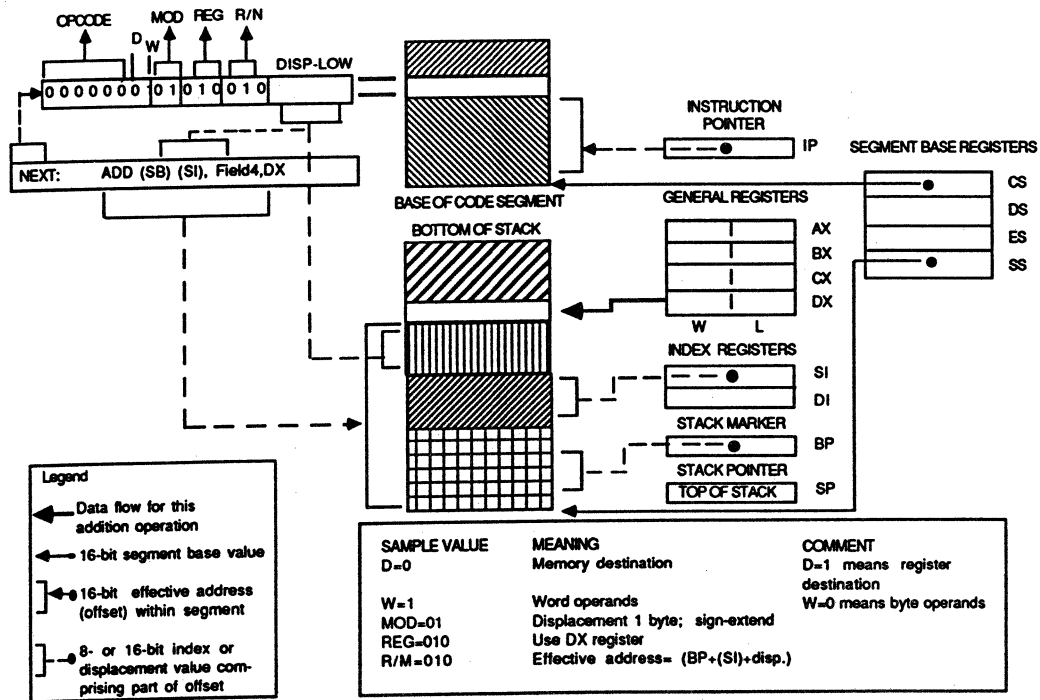 OPCODE D W MOD REG R/N
DISP-LOW
0 0 0 0 0 0 0 1 0 1 0 1 0 0 1 0
NEXT: ADD (SB) (SI), Field4,DX
BASE OF CODE SEGMENT
BOTTOM OF STACK
INSTRUCTION
POINTER
IP
SEGMENT BASE REGISTERS
CS
DS
ES
SS
GENERAL REGISTERS
AX
BX
CX
DX
W L
INDEX REGISTERS
SI
DI
STACK MARKER
BP
STACK POINTER
TOP OF STACK SP
Legend
Data flow for this
addition operation
16-bit segment base value
16-bit effective address
(offset) within segment
8- or 16-bit index or
displacement value com-
prising part of offset
SAMPLE VALUE MEANING COMMENT
D=0 Memory destination D=1 means register
destination
W=1 Word operands W=0 means byte operands
MOD=01 Displacement 1 byte; sign-extend
REG=010 Use DX register
R/M=010 Effective address= (BP+(SI)+disp.)